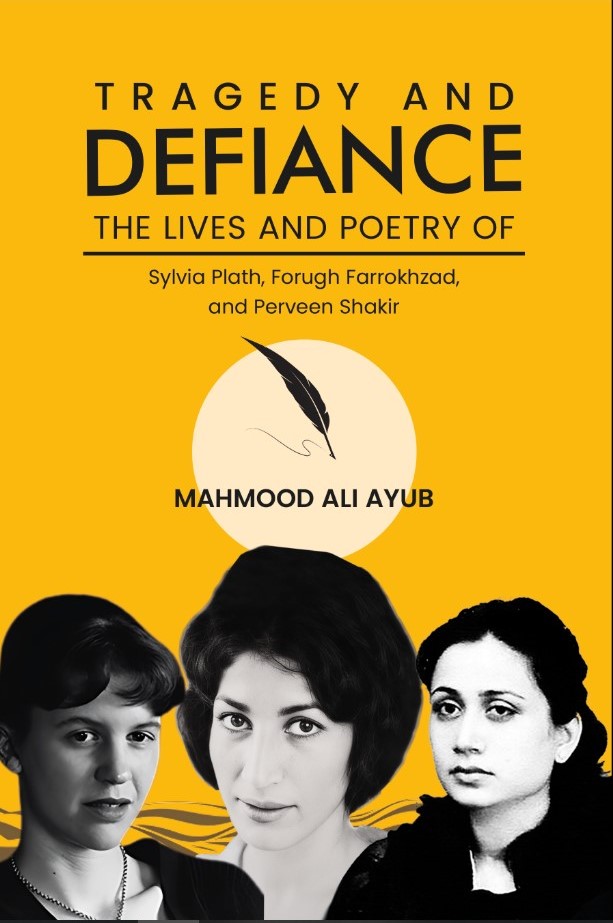 TRAGEDY AND
DEFIANCE
THE LIVES AND POETRY OF
Sylvia Plath, Forugh Farrokhzad,
and Perveen Shakir
MAHMOOD ALI AYUB